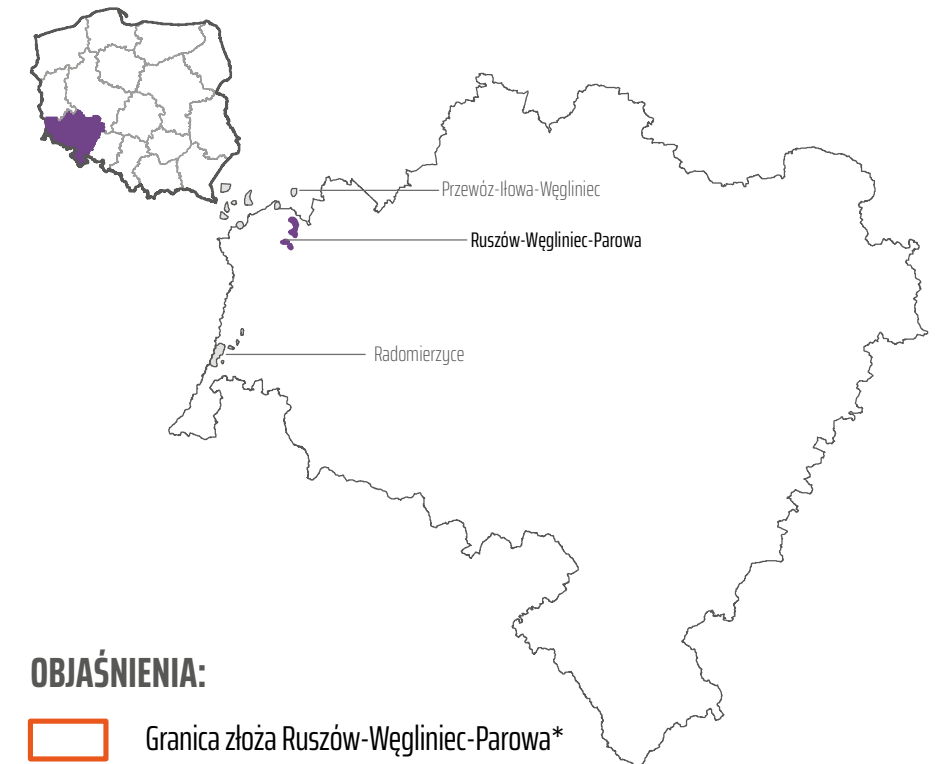 Przewóz-Iłowa-Węgliniec
Ruszów-Węgliniec-Parowa
Radomierzyce
OBJAŚNIENIA:
Granica złoża Ruszów-Węgliniec-Parowa*